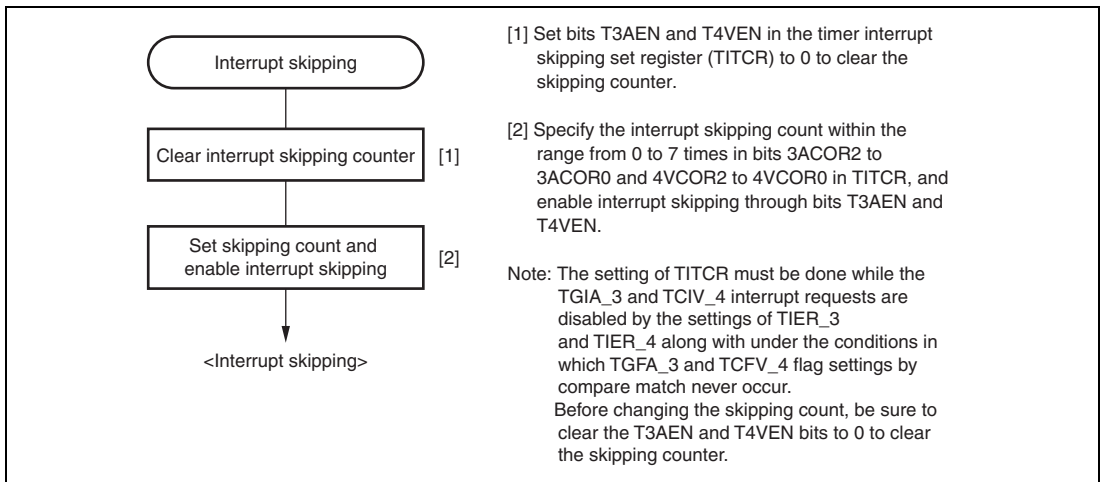 Interrupt skipping
Clear interrupt skipping counter
[1]
Set skipping count and
enable interrupt skipping
[2]
<Interrupt skipping>
[1] Set bits T3AEN and T4VEN in the timer interrupt
skipping set register (TITCR) to 0 to clear the
skipping counter.
[2] Specify the interrupt skipping count within the
range from 0 to 7 times in bits 3ACOR2 to
3ACOR0 and 4VCOR2 to 4VCOR0 in TITCR, and
enable interrupt skipping through bits T3AEN and
T4VEN.
Note: The setting of TITCR must be done while the
TGIA_3 and TCIV_4 interrupt requests are
disabled by the settings of TIER_3
and TIER_4 along with under the conditions in
which TGFA_3 and TCFV_4 flag settings by
compare match never occur.
Before changing the skipping count, be sure to
clear the T3AEN and T4VEN bits to 0 to clear
the skipping counter.